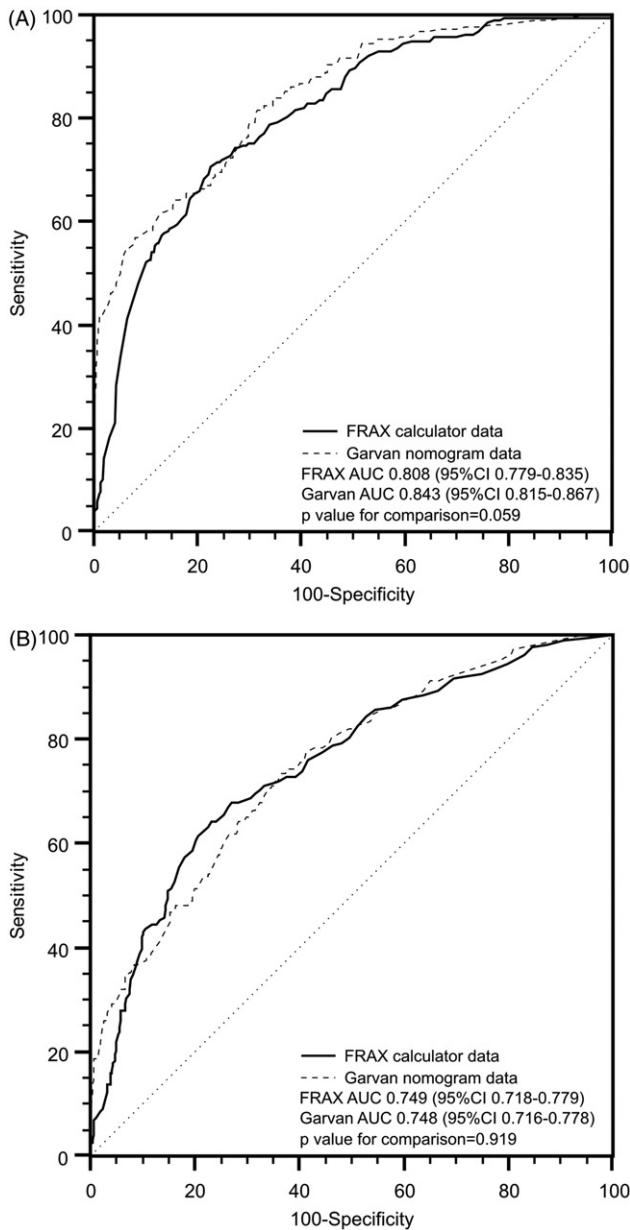 (A)
100
80
60
40
20
0
Sensitivity
FRAX calculator data
Garvan nomogram data
FRAX AUC 0.808 (95%CI 0.779-0.835)
Garvan AUC 0.843 (95%CI 0.815-0.867)
p value for comparison=0.059
0 20 40 60 80 100
100-Specificity
(B)
100
80
60
40
20
0
Sensitivity
FRAX calculator data
Garvan nomogram data
FRAX AUC 0.749 (95%CI 0.718-0.779)
Garvan AUC 0.748 (95%CI 0.716-0.778)
p value for comparison=0.919
0 20 40 60 80 100
100-Specificity